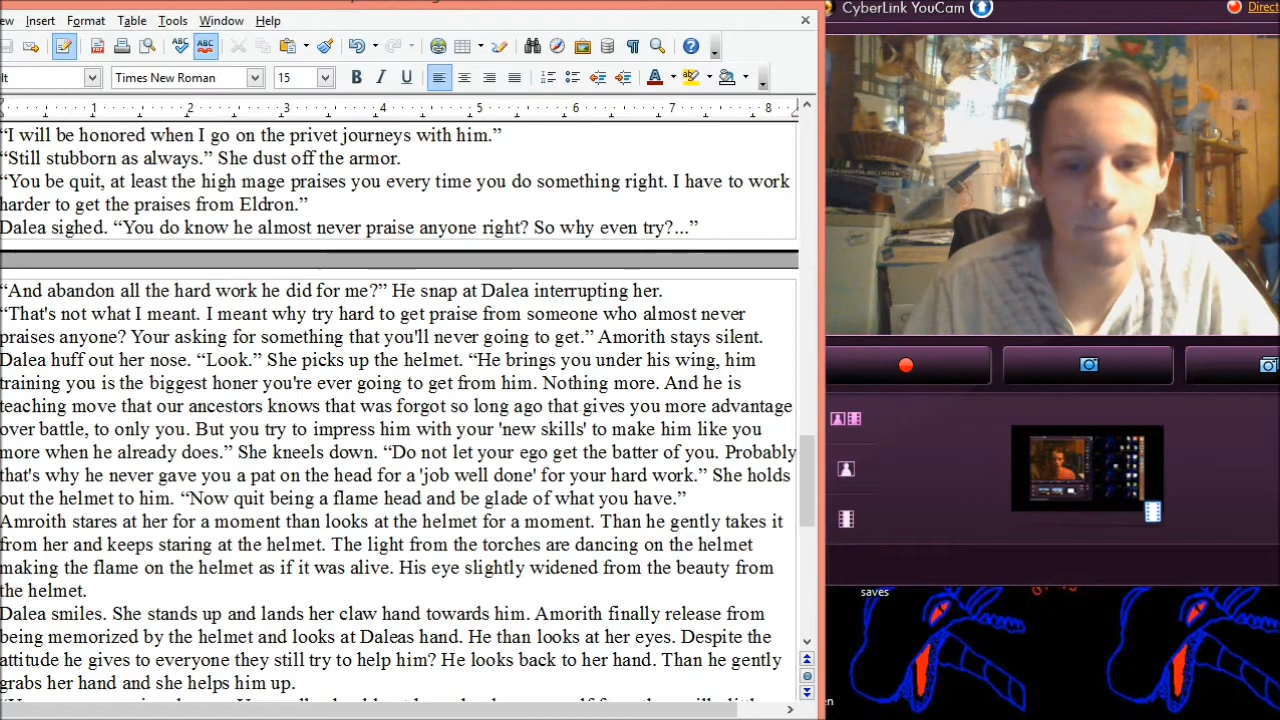 ew Insert Format Table Tools Window Help
CyberLink YouCam
Direct
lt Times New Roman 15
1 2 3 4 5 6 7 8
“I will be honored when I go on the privet journeys with him.”
“Still stubborn as always.” She dust off the armor.
“You be quit, at least the high mage praises you every time you do something right. I have to work
harder to get the praises from Eldron.”
Dalea sighed. “You do know he almost never praise anyone right? So why even try?...”
“And abandon all the hard work he did for me?” He snap at Dalea interrupting her.
“That's not what I meant. I meant why try hard to get praise from someone who almost never
praises anyone? Your asking for something that you'll never going to get.” Amorith stays silent.
Dalea huff out her nose. “Look.” She picks up the helmet. “He brings you under his wing, him
training you is the biggest honer you're ever going to get from him. Nothing more. And he is
teaching move that our ancestors knows that was forgot so long ago that gives you more advantage
over battle, to only you. But you try to impress him with your 'new skills' to make him like you
more when he already does.” She kneels down. “Do not let your ego get the batter of you. Probably
that's why he never gave you a pat on the head for a 'job well done' for your hard work.” She holds
out the helmet to him. “Now quit being a flane head and be glade of what you have.”
Amroith stares at her for a moment than looks at the helmet for a moment. Than he gently takes it
from her and keeps staring at the helmet. The light from the torches are dancing on the helmet
making the flame on the helmet as if it was alive. His eye slightly widened from the beauty from
the helmet.
Dalea smiles. She stands up and lands her claw hand towards him. Amorith finally release from
being memorized by the helmet and looks at Daleas hand. He than looks at her eyes. Despite the
attitude he gives to everyone they still try to help him? He looks back to her hand. Than he gently
grabs her hand and she helps him up.
saves
en